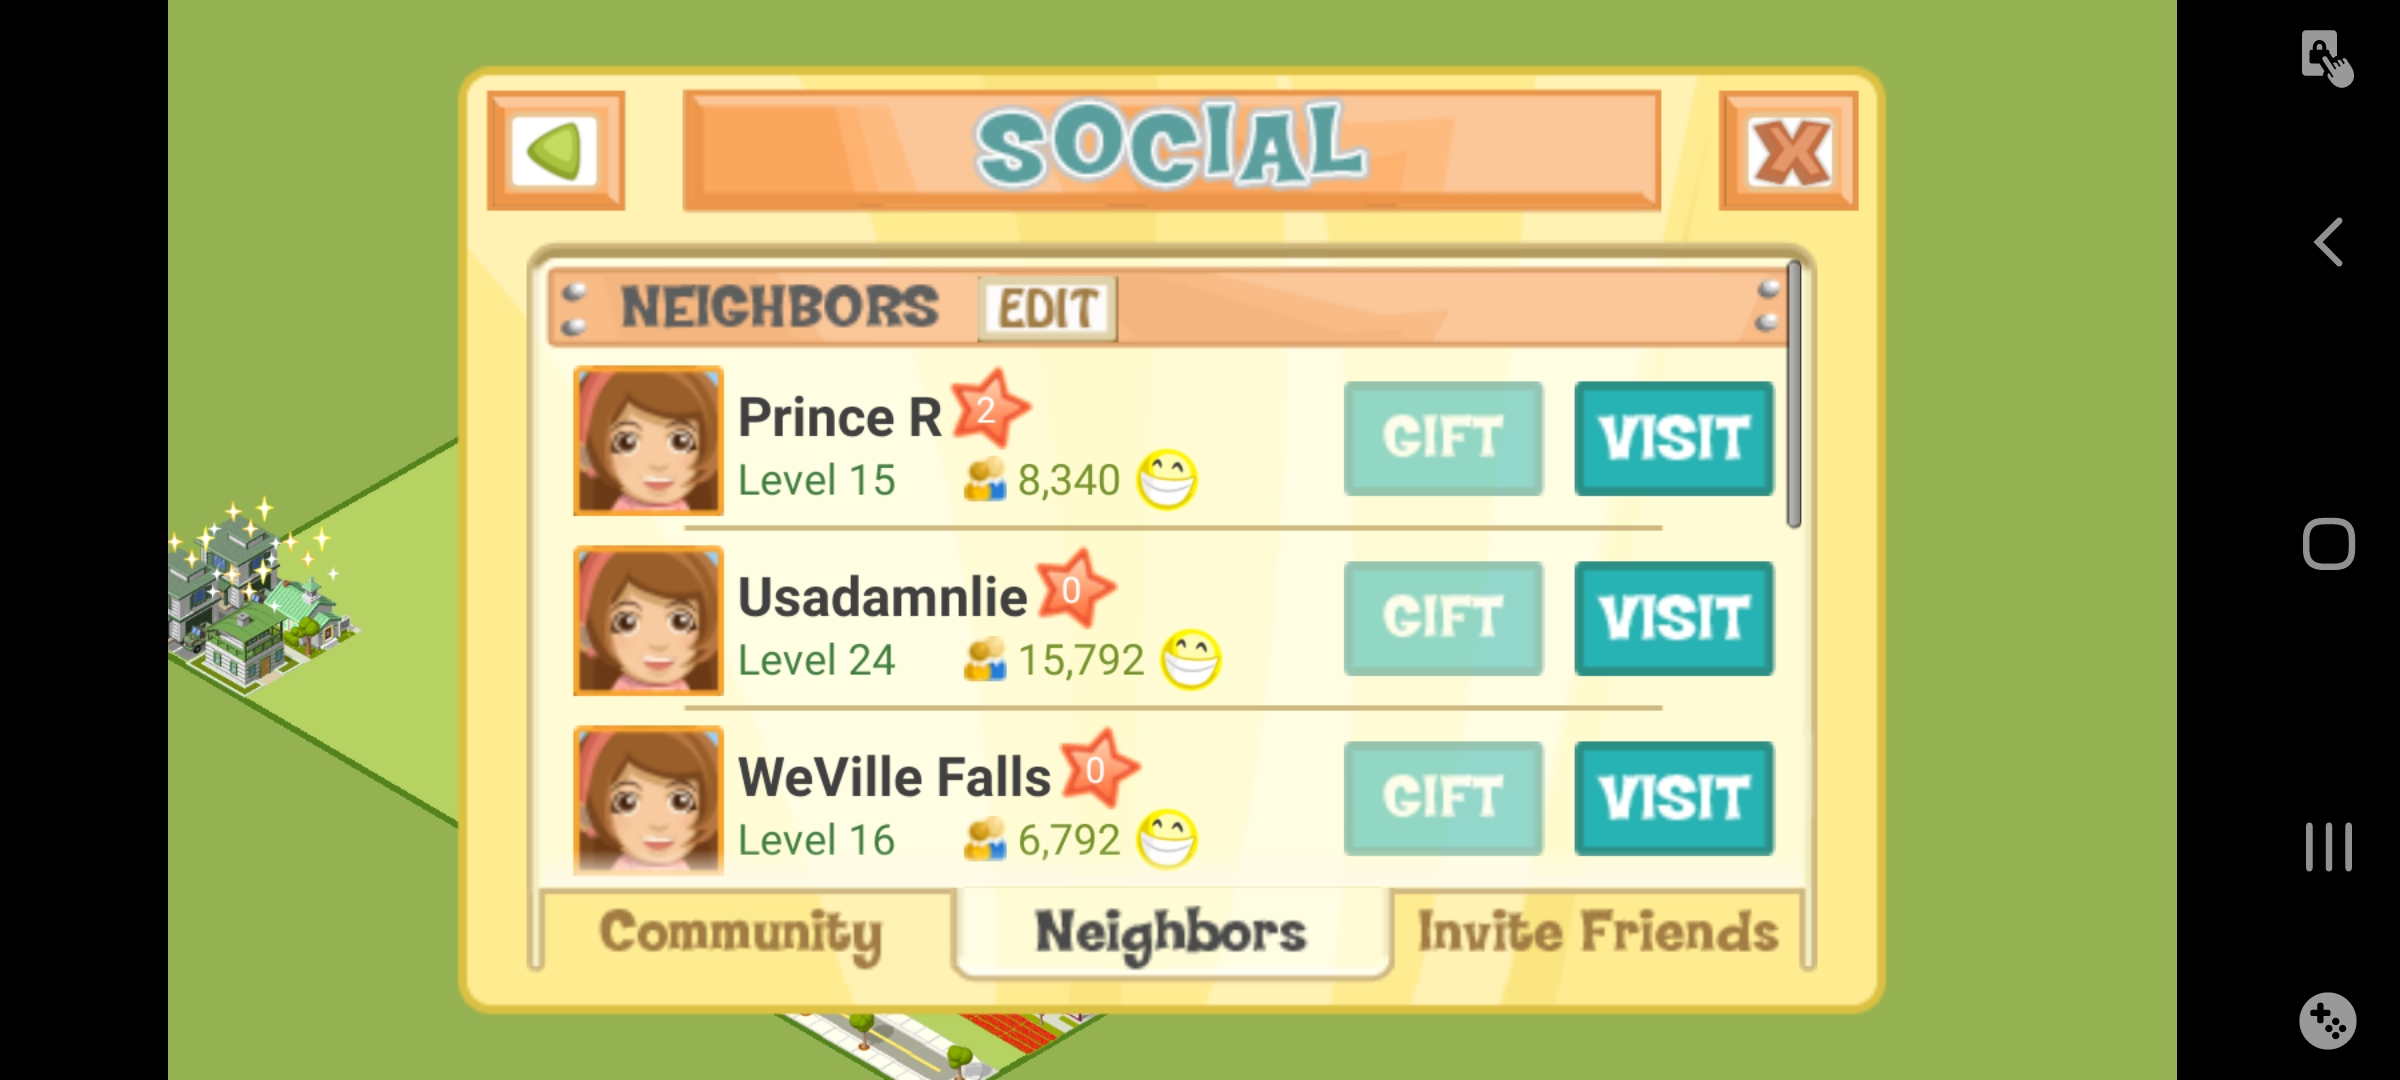 SOCIAL
NEIGHBORS EDIT
Prince R 2
Level 15 8,340
GIFT VISIT
Usadamnlie 0
Level 24 15,792
GIFT VISIT
WeVille Falls 0
Level 16 6,792
GIFT VISIT
Community Neighbors Invite Friends